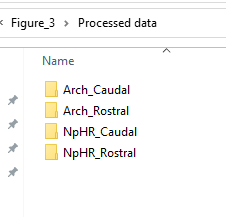 Figure_3 > Processed data
Name
Arch_Caudal
Arch_Rostral
NpHR_Caudal
NpHR_Rostral